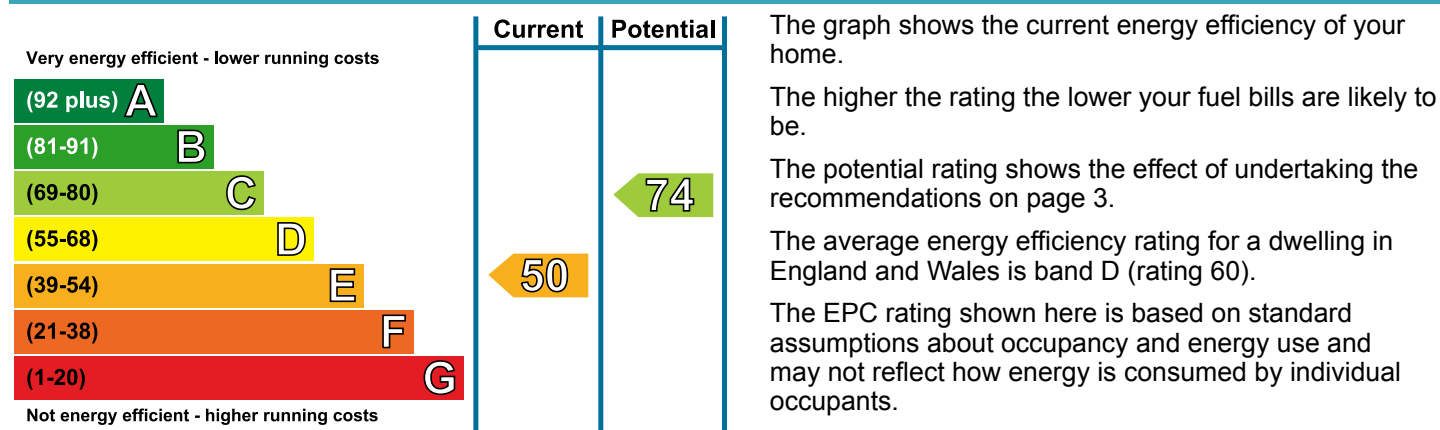 Current Potential
Very energy efficient - lower running costs
(92 plus) A
(81-91) B
(69-80) C
74
(55-68) D
(39-54) E
50
(21-38) F
(1-20) G
Not energy efficient - higher running costs
The graph shows the current energy efficiency of your
home.
The higher the rating the lower your fuel bills are likely to
be.
The potential rating shows the effect of undertaking the
recommendations on page 3.
The average energy efficiency rating for a dwelling in
England and Wales is band D (rating 60).
The EPC rating shown here is based on standard
assumptions about occupancy and energy use and
may not reflect how energy is consumed by individual
occupants.